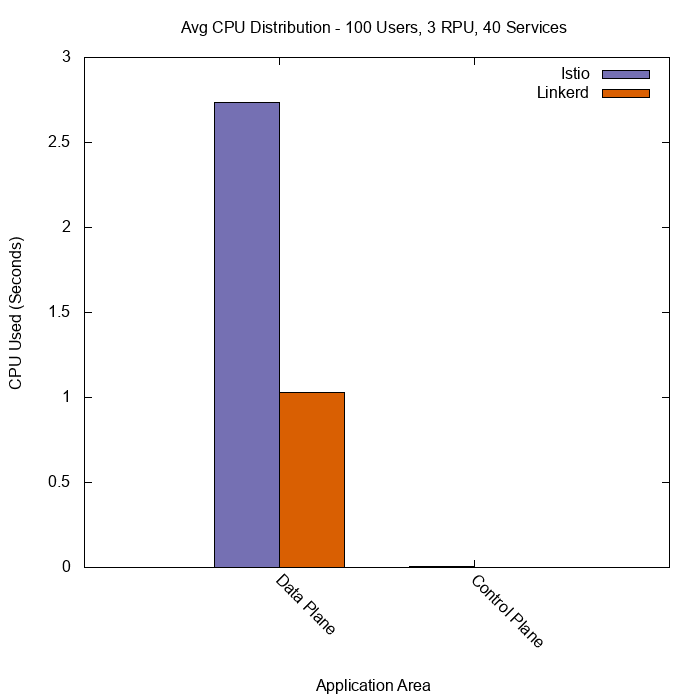 Avg CPU Distribution - 100 Users, 3 RPU, 40 Services
Istio
Linkerd
3
2.5
2
1.5
1
0.5
0
CPU Used (Seconds)
Data Plane
Control Plane
Application Area